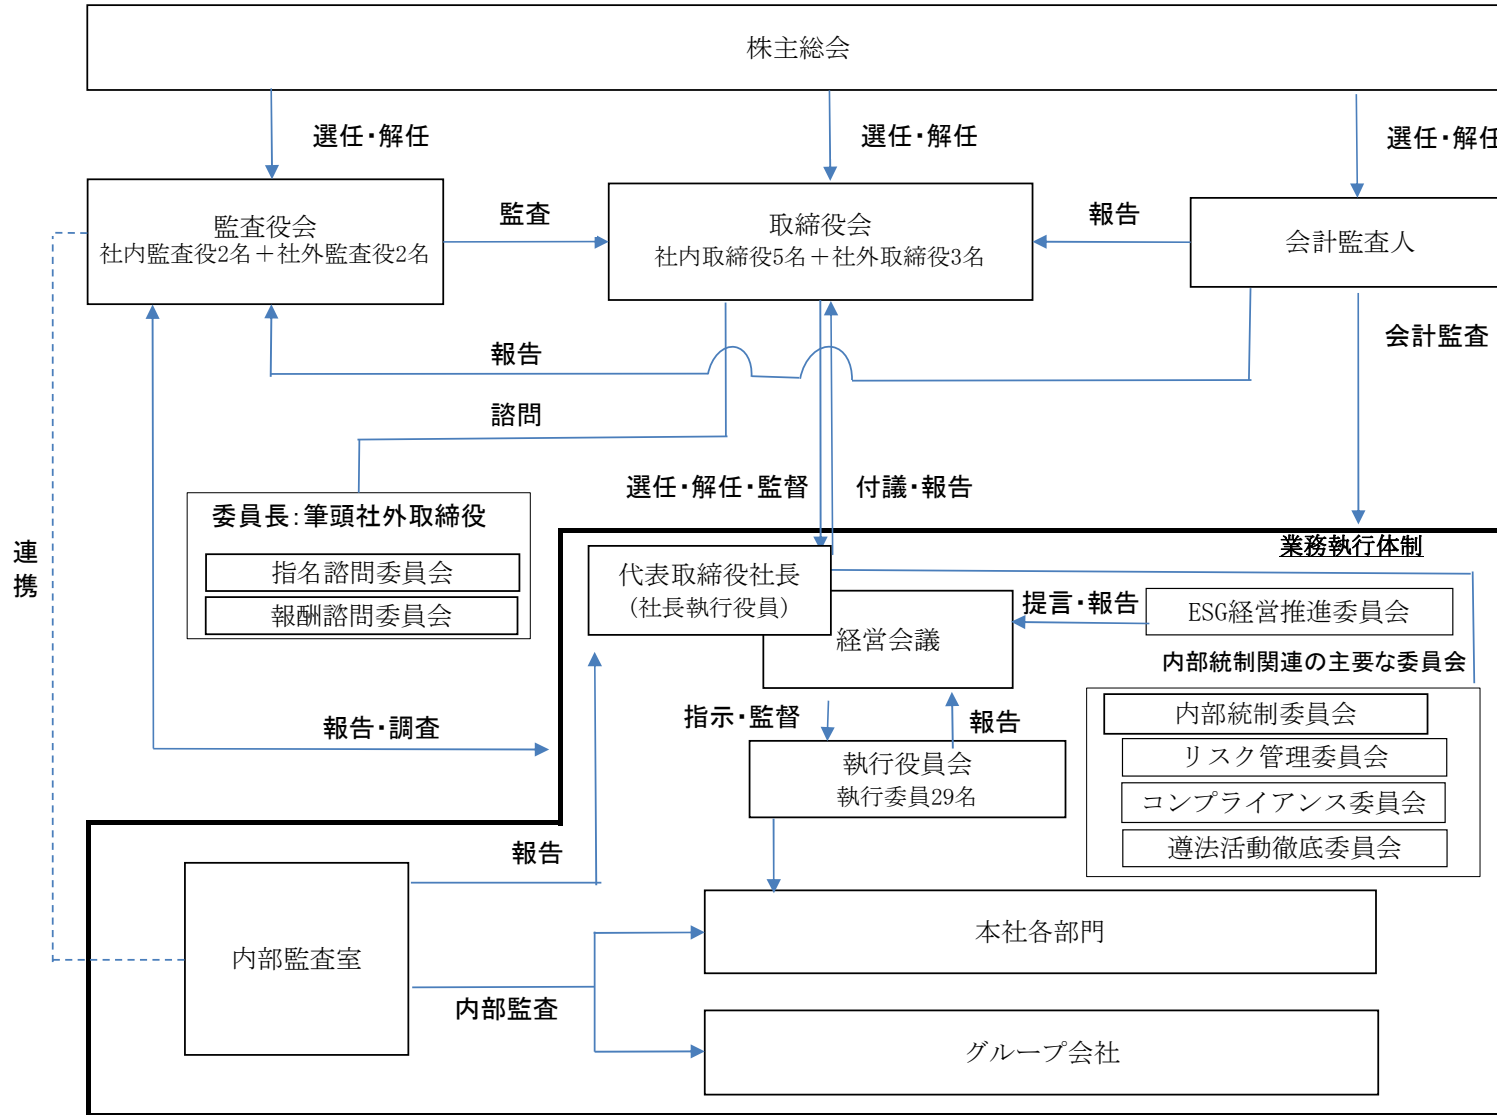 株主総会
選任・解任
選任・解任
選任・解任
監査役会
社内監査役2名＋社外監査役2名
監査
取締役会
社内取締役5名＋社外取締役3名
報告
会計監査人
報告
会計監査
諮問
選任・解任・監督
付議・報告
委員長：筆頭社外取締役
指名諮問委員会
報酬諮問委員会
連携
業務執行体制
代表取締役社長
（社長執行役員）
経営会議
提言・報告
ESG経営推進委員会
内部統制関連の主要な委員会
内部統制委員会
リスク管理委員会
コンプライアンス委員会
遵法活動徹底委員会
報告・調査
指示・監督
報告
執行役員会
執行委員29名
報告
内部監査室
内部監査
本社各部門
グループ会社